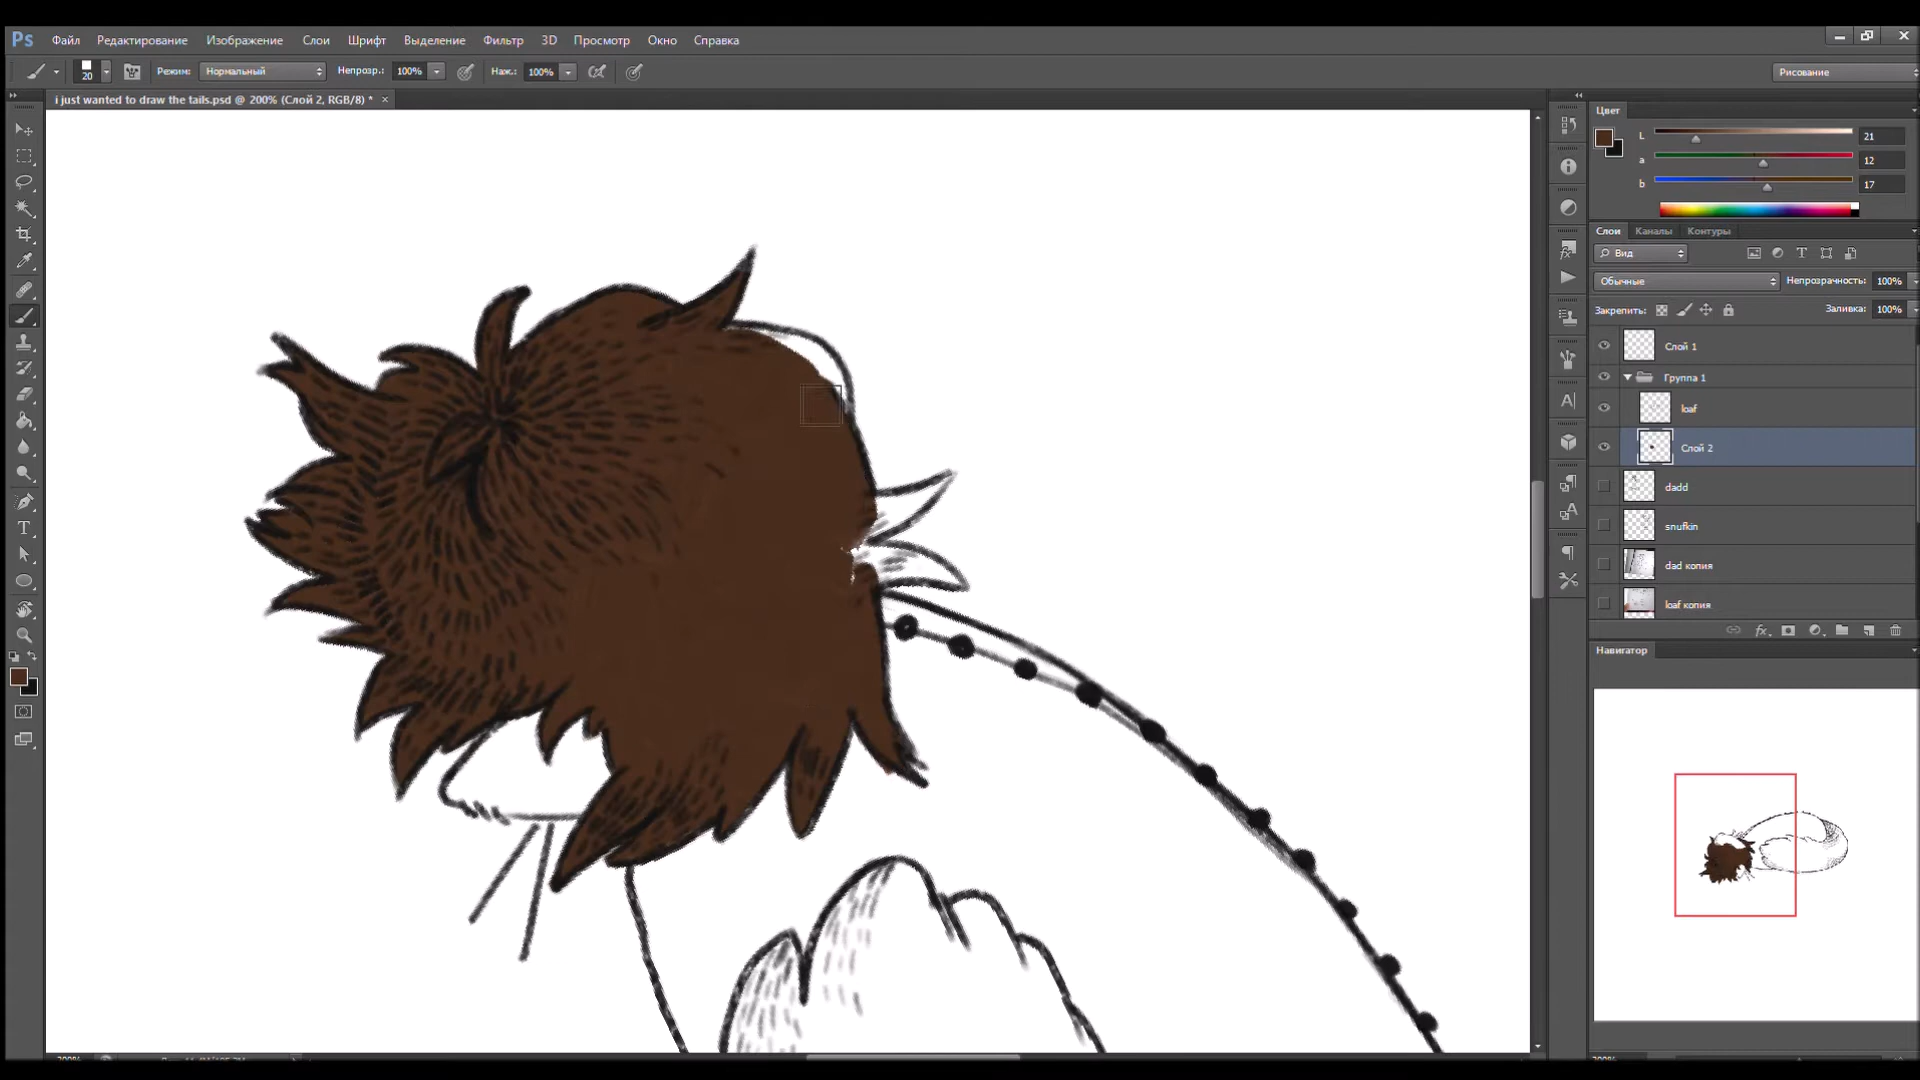 Ps Файл Редактирование Изображение Слои Шрифт Выделение Фильтр 3D Просмотр Окно Справка
20 Режим: Нормальный Непрозр.: 100% Наж.: 100% Рисование
i just wanted to draw the tails.psd @ 200% (Слой 2, RGB/8) * ×
Цвет
L 21
a 12
b 17
Слои Каналы Контуры
Вид
Обычные Непрозрачность: 100%
Закрепить: Заливка: 100%
Слой 1
Группа 1
loaf
Слой 2
dadd
snufkin
dad копия
loaf копия
Навигатор